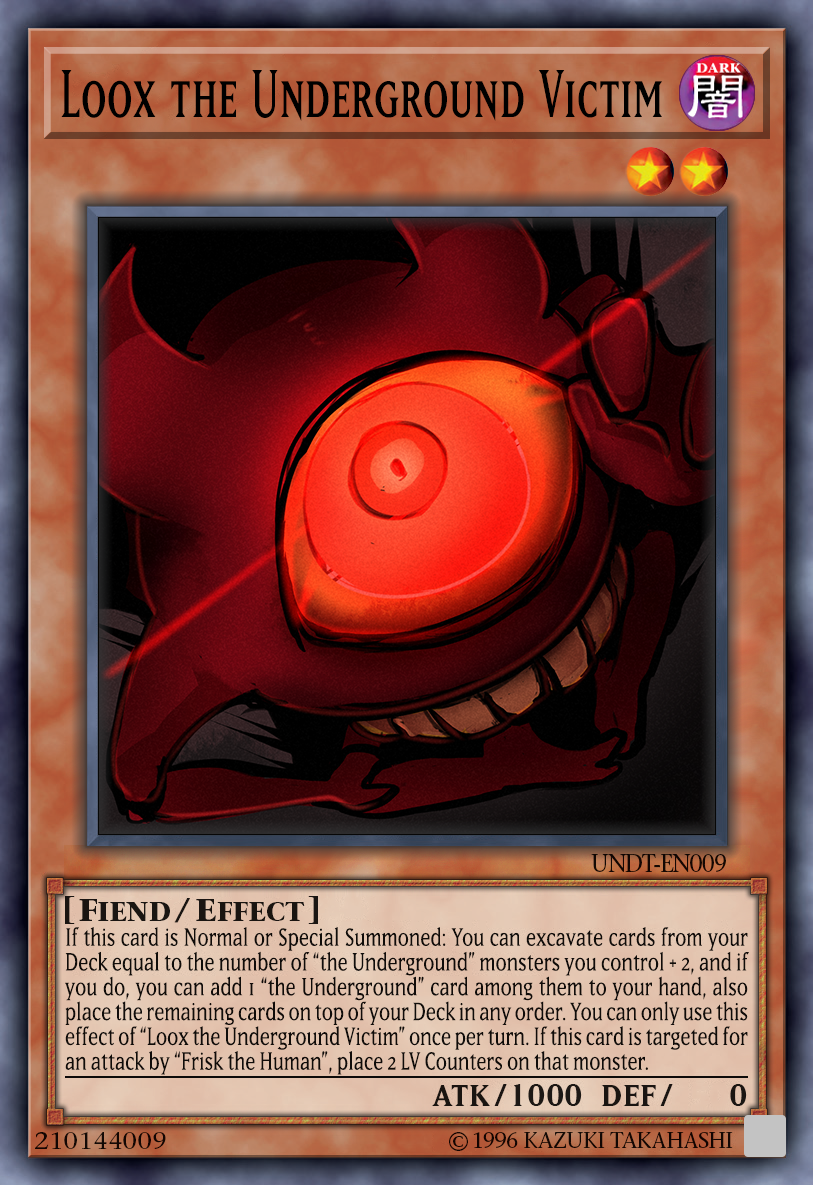 Loox the Underground Victim
DARK
闇
UNDT-EN009
[Fiend/Effect]
If this card is Normal or Special Summoned: You can excavate cards from your
Deck equal to the number of “the Underground” monsters you control + 2, and if
you do, you can add 1 “the Underground” card among them to your hand, also
place the remaining cards on top of your Deck in any order. You can only use this
effect of “Loox the Underground Victim” once per turn. If this card is targeted for
an attack by “Frisk the Human”, place 2 LV Counters on that monster.
ATK/1000 DEF/ 0
210144009
© 1996 KAZUKI TAKAHASHI